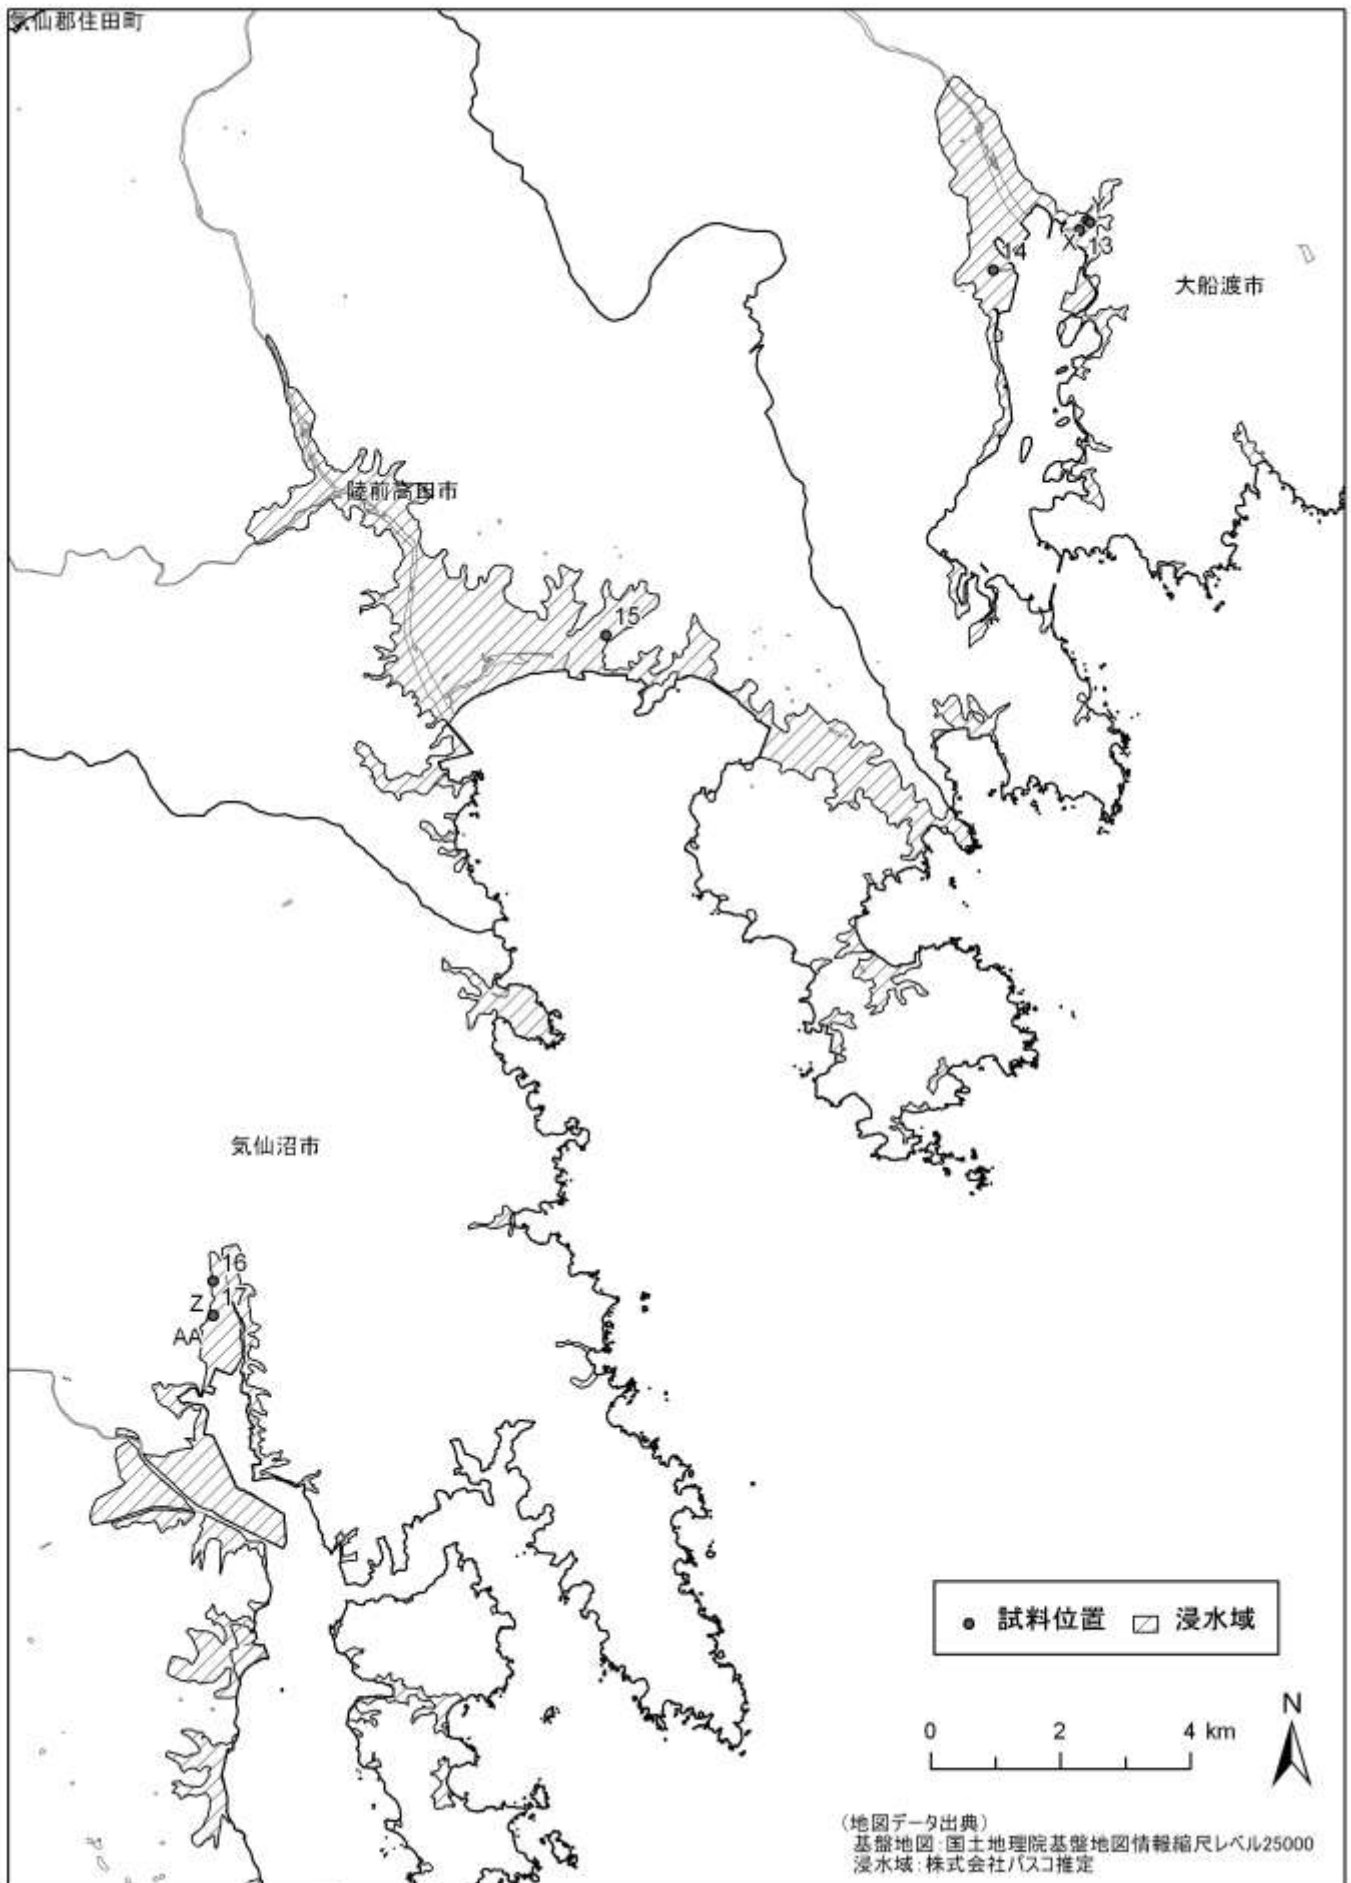 気仙郡住田町
Y
X
13
14
大船渡市
陸前高田市
15
気仙沼市
16
Z
17
AA
試料位置
浸水域
N
0 2 4 km
(地図データ出典)
基盤地図:国土地理院基盤地図情報縮尺レベル25000
浸水域:株式会社パスコ推定